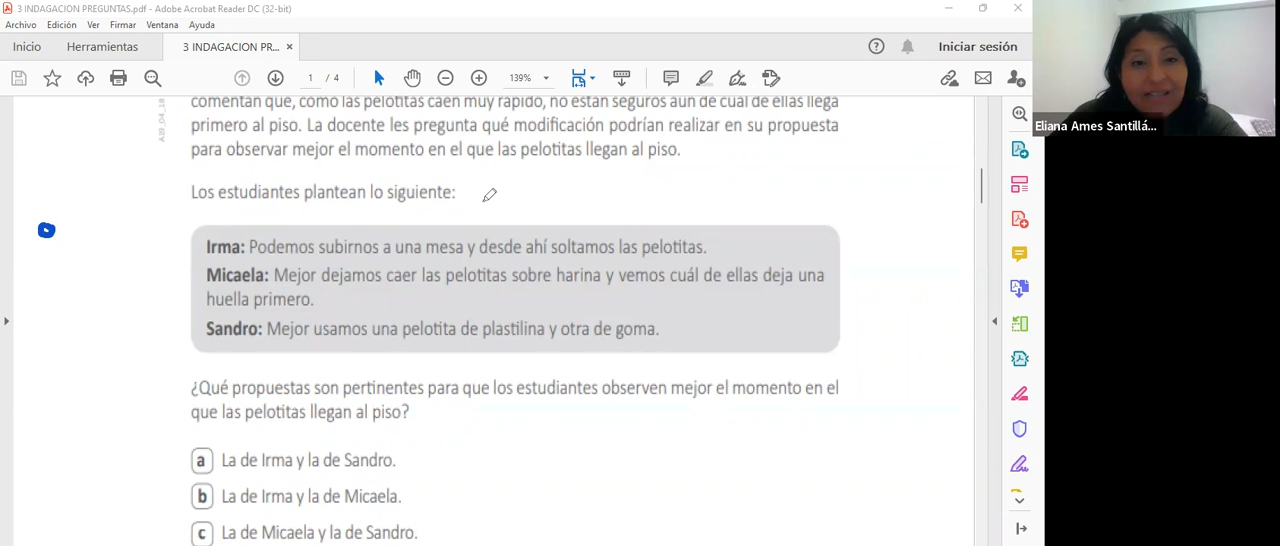 3 INDAGACION PREGUNTAS.pdf - Adobe Acrobat Reader DC (32-bit)
Archivo Edición Ver Firmar Ventana Ayuda
Inicio Herramientas 3 INDAGACION PR... × Iniciar sesión
1 / 4 139%
comentan que, como las pelotitas caen muy rápido, no están seguros aún de cuál de ellas llega
primero al piso. La docente les pregunta qué modificación podrían realizar en su propuesta
para observar mejor el momento en el que las pelotitas llegan al piso.
Los estudiantes plantean lo siguiente:
Irma: Podemos subirnos a una mesa y desde ahí soltamos las pelotitas.
Micaela: Mejor dejamos caer las pelotitas sobre harina y vemos cuál de ellas deja una
huella primero.
Sandro: Mejor usamos una pelotita de plastilina y otra de goma.
¿Qué propuestas son pertinentes para que los estudiantes observen mejor el momento en el
que las pelotitas llegan al piso?
a La de Irma y la de Sandro.
b La de Irma y la de Micaela.
c La de Micaela y la de Sandro.
Eliana Ames Santillá...